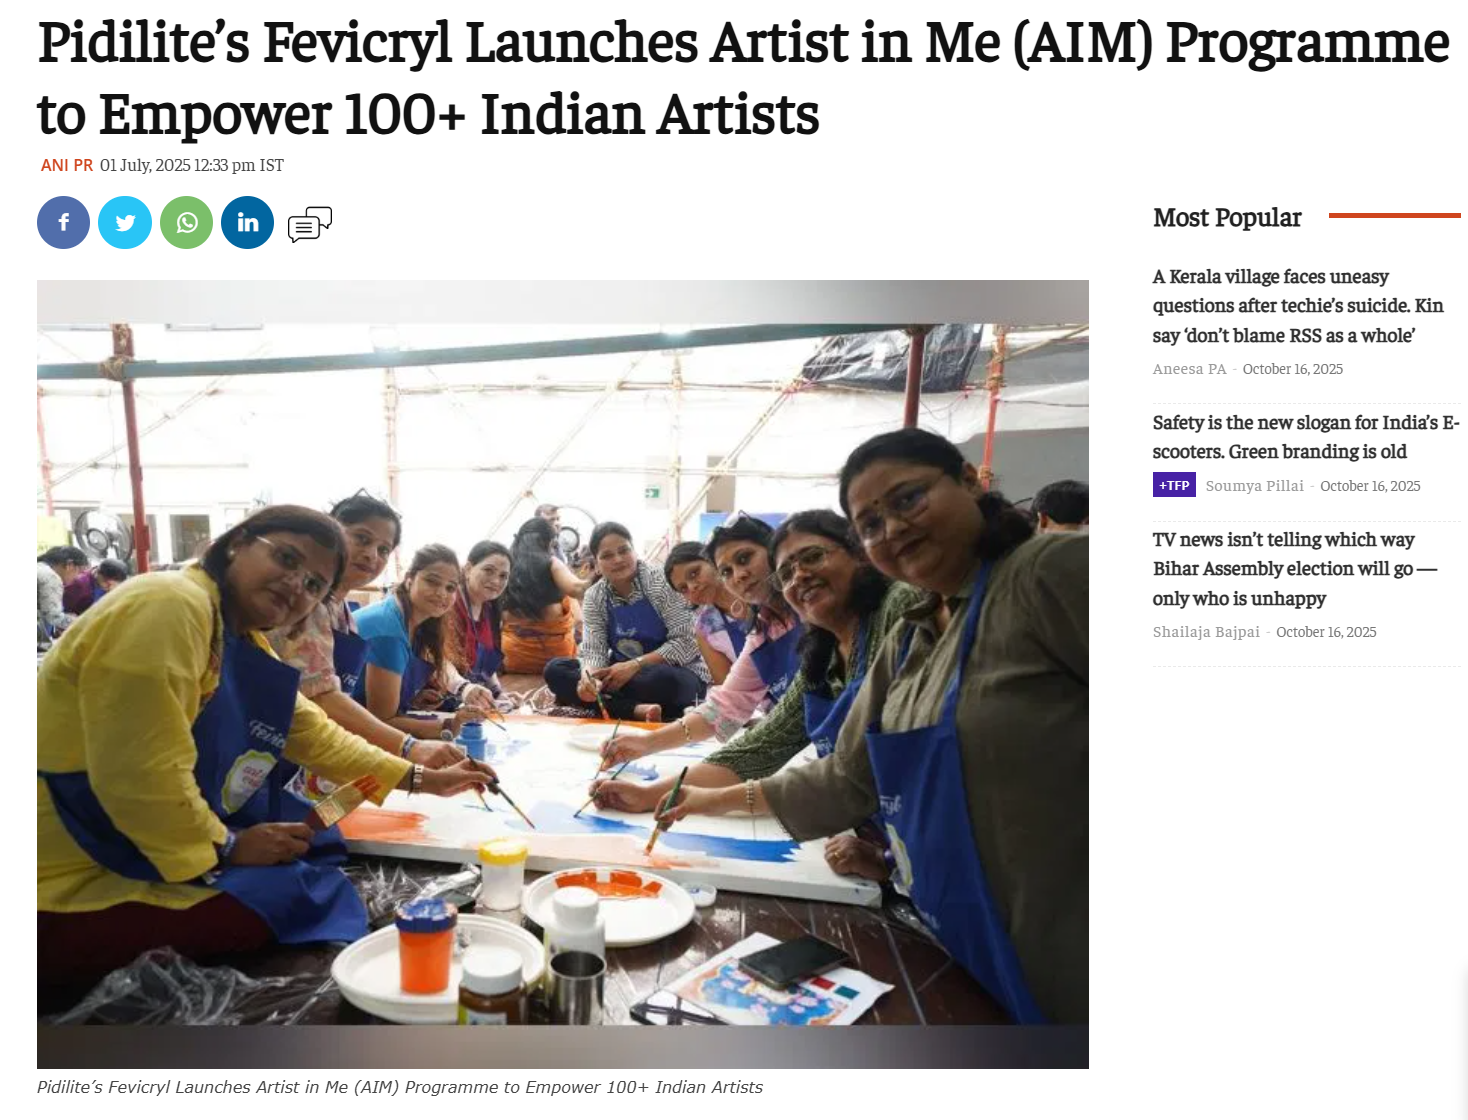 Pidilite’s Fevicryl Launches Artist in Me (AIM) Programme
to Empower 100+ Indian Artists
ANI PR 01 July, 2025 12:33 pm IST
f
in
Most Popular
A Kerala village faces uneasy
questions after techie’s suicide. Kin
say ‘don’t blame RSS as a whole’
Aneesa PA - October 16, 2025
Safety is the new slogan for India’s E-
scooters. Green branding is old
+TFP Soumya Pillai - October 16, 2025
TV news isn’t telling which way
Bihar Assembly election will go —
only who is unhappy
Shailaja Bajpai - October 16, 2025
Pidilite’s Fevicryl Launches Artist in Me (AIM) Programme to Empower 100+ Indian Artists